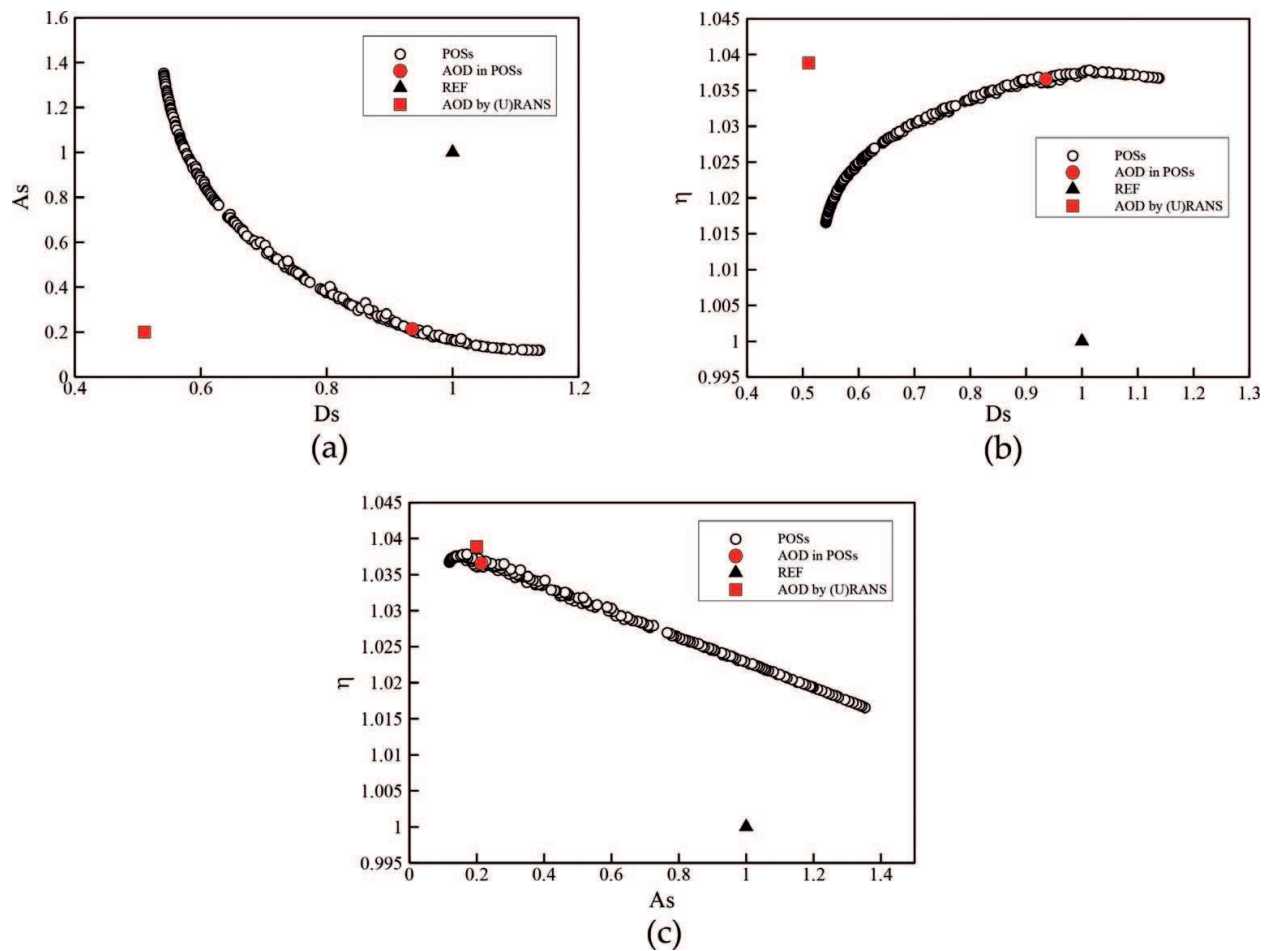 1.6
1.4
1.2
1
0.8
0.6
0.4
0.2
0
As
0.4
0.6
0.8
1
1.2
Ds
POSs
AOD in POSs
REF
AOD by (U)RANS
(a)
1.045
1.04
1.035
1.03
1.025
1.02
1.015
1.01
1.005
1
0.995
η
0.4
0.5
0.6
0.7
0.8
0.9
1
1.1
1.2
1.3
Ds
POSs
AOD in POSs
REF
AOD by (U)RANS
(b)
1.045
1.04
1.035
1.03
1.025
1.02
1.015
1.01
1.005
1
0.995
η
0
0.2
0.4
0.6
0.8
1
1.2
1.4
As
POSs
AOD in POSs
REF
AOD by (U)RANS
(c)